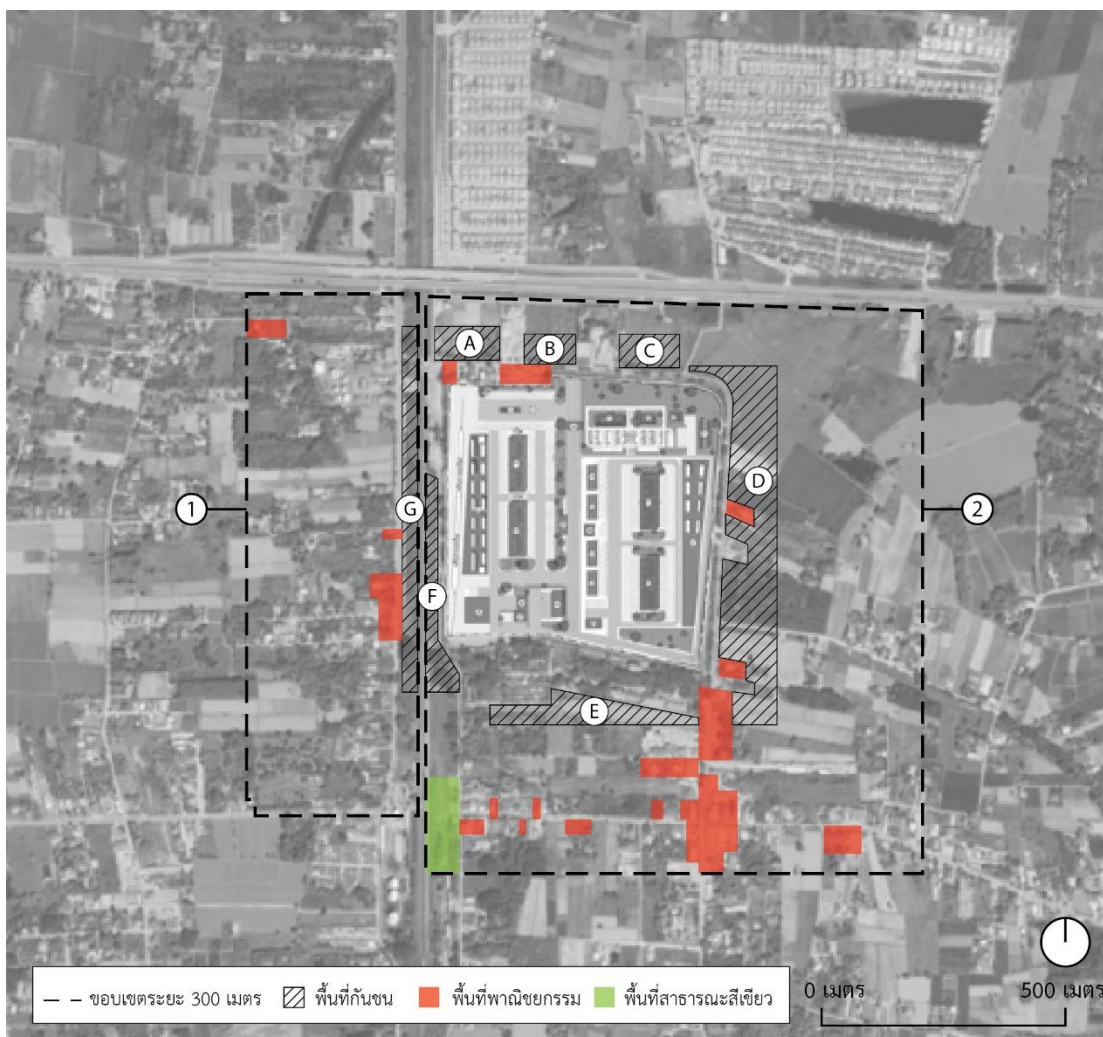 A
B
C
D
1
G
2
F
E
ขอบเขตระยะ 300 เมตร พื้นที่กันชน พื้นที่พาณิชยกรรม พื้นที่สาธารณะสีเขียว
0 เมตร 500 เมตร